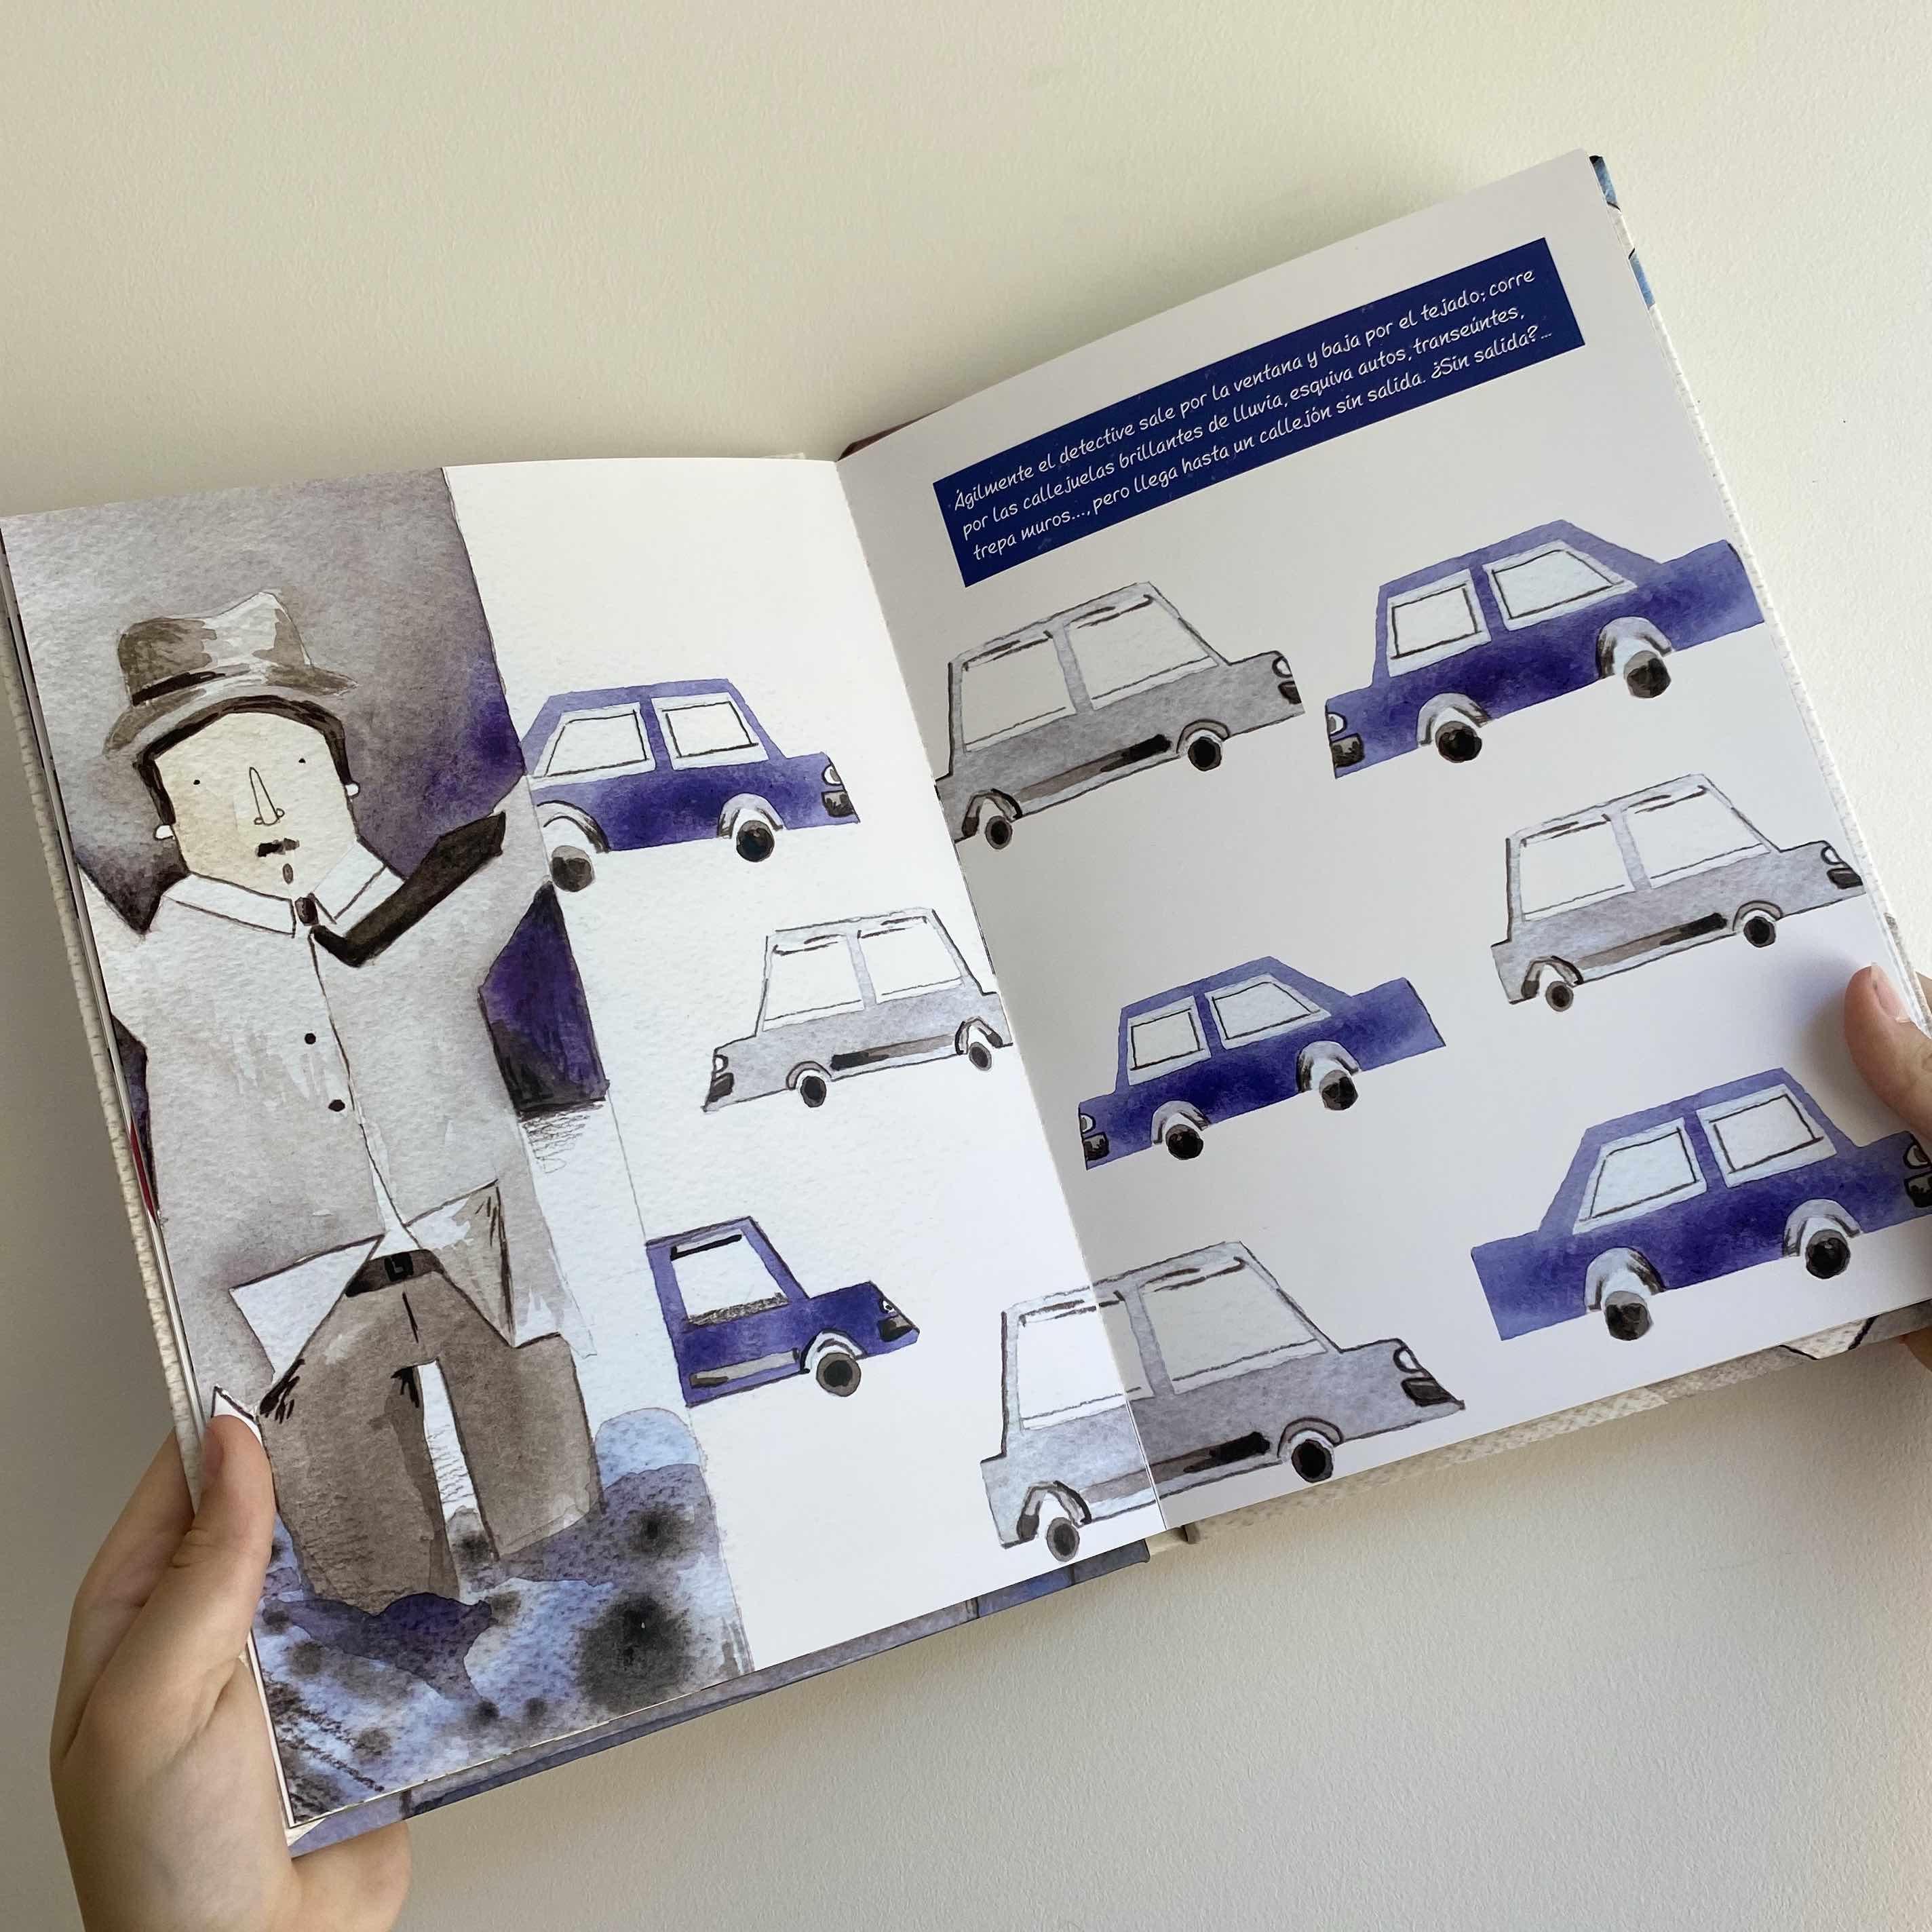 Ágilmente el detective sale por la ventana y baja por el tejado; corre
por las callejuelas brillantes de lluvia, esquiva autos, transeúntes,
trepa muros..., pero llega hasta un callejón sin salida. ¿Sin salida?...